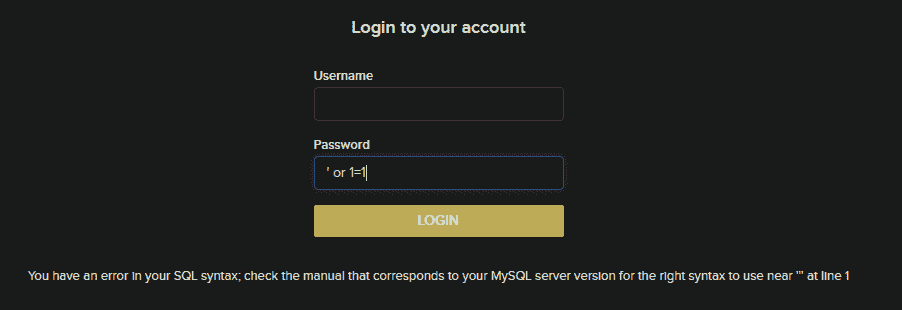 Login to your account
Username
Password
' or 1=1
LOGIN
You have an error in your SQL syntax; check the manual that corresponds to your MySQL server version for the right syntax to use near ''' at line 1